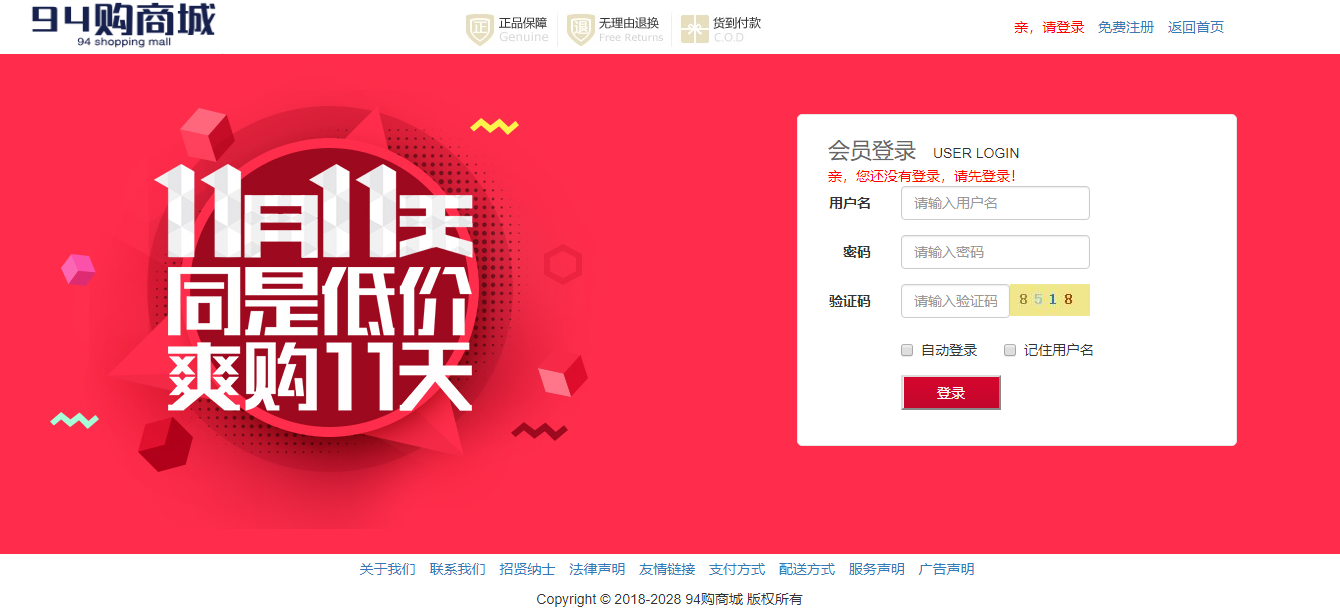 94购商城
94 shopping mall
正 正品保障
Genuine
退 无理由退换
Free Returns
货到付款
C.O.D
亲，请登录 免费注册 返回首页
11月11天
同是低价
爽购11天
会员登录 USER LOGIN
亲，您还没有登录，请先登录！
用户名 请输入用户名
密码 请输入密码
验证码 请输入验证码 8518
自动登录 记住用户名
登录
关于我们 联系我们 招贤纳士 法律声明 友情链接 支付方式 配送方式 服务声明 广告声明
Copyright © 2018-2028 94购商城 版权所有